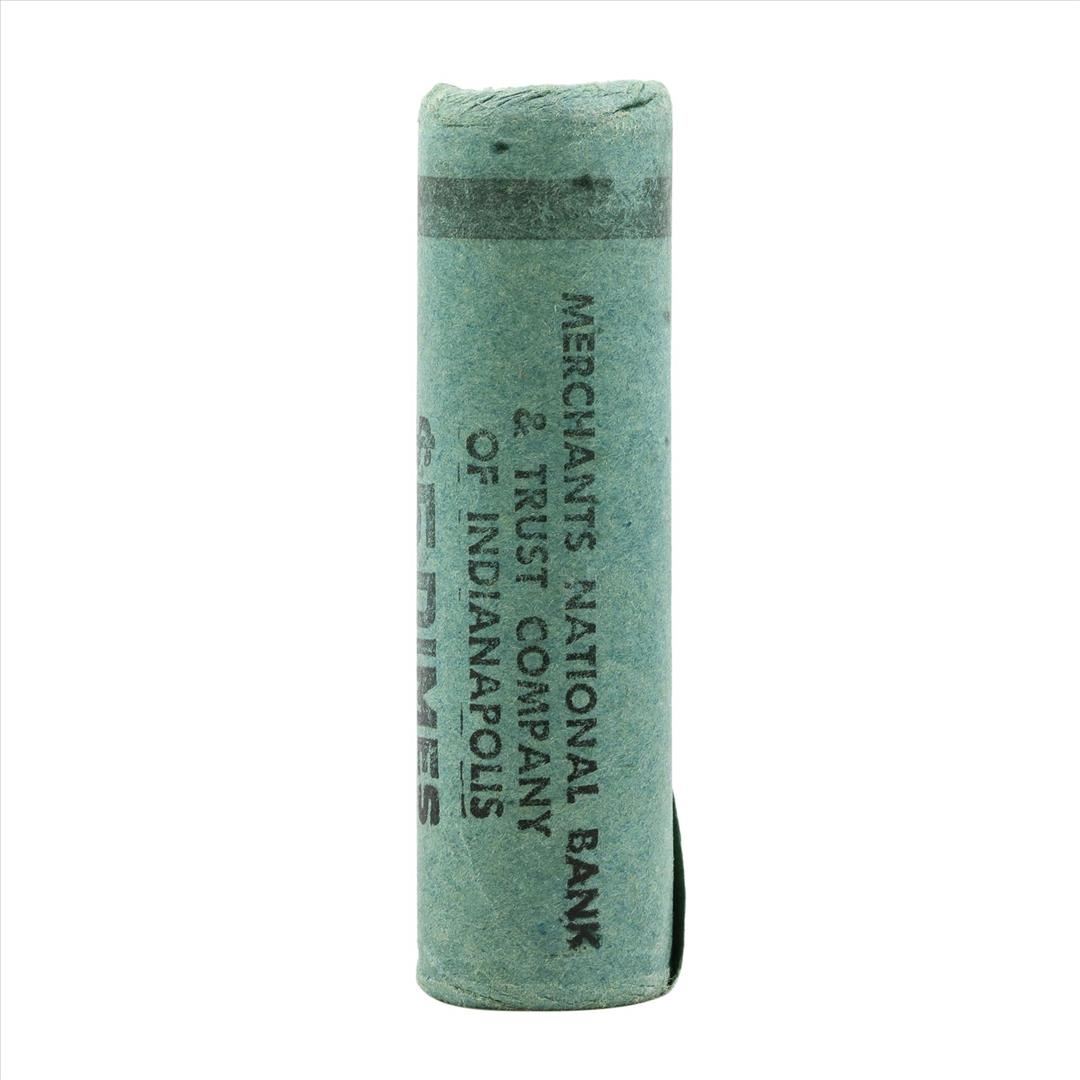 MERCHANTS NATIONAL BANK
& TRUST COMPANY
OF INDIANAPOLIS
$5 DIMES